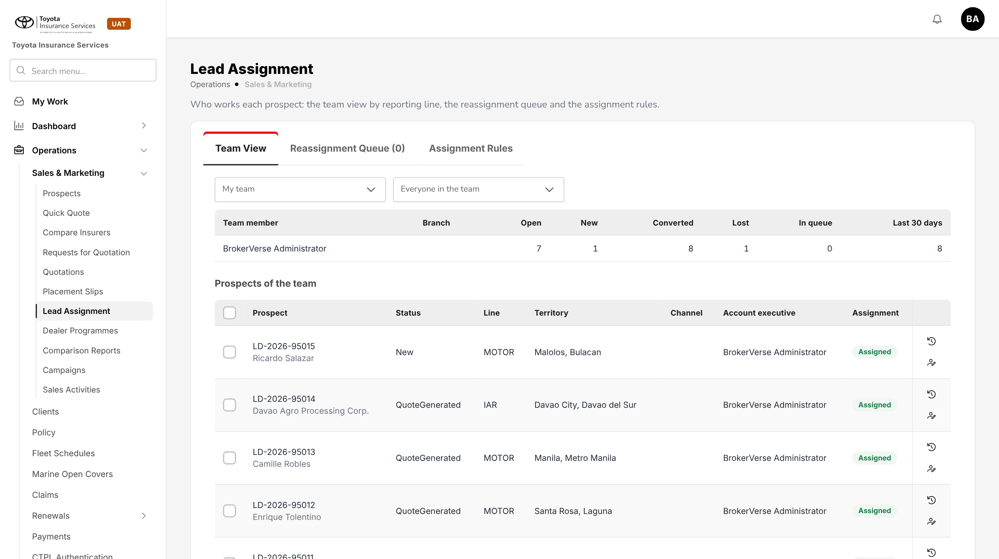 Toyota
Insurance Services
UAT
BA
Toyota Insurance Services
Search menu...
My Work
Dashboard
Operations
Sales & Marketing
Prospects
Quick Quote
Compare Insurers
Requests for Quotation
Quotations
Placement Slips
Lead Assignment
Dealer Programmes
Comparison Reports
Campaigns
Sales Activities
Clients
Policy
Fleet Schedules
Marine Open Covers
Claims
Renewals
Payments
CTPL Authentication
Lead Assignment
Operations • Sales & Marketing
Who works each prospect: the team view by reporting line, the reassignment queue and the assignment rules.
Team View Reassignment Queue (0) Assignment Rules
My team Everyone in the team
Team member Branch Open New Converted Lost In queue Last 30 days
BrokerVerse Administrator 7 1 8 1 0 8
Prospects of the team
Prospect Status Line Territory Channel Account executive Assignment
LD-2026-95015
Ricardo Salazar
New MOTOR Malolos, Bulacan BrokerVerse Administrator Assigned
LD-2026-95014
Davao Agro Processing Corp.
QuoteGenerated IAR Davao City, Davao del Sur BrokerVerse Administrator Assigned
LD-2026-95013
Camille Robles
QuoteGenerated MOTOR Manila, Metro Manila BrokerVerse Administrator Assigned
LD-2026-95012
Enrique Tolentino
QuoteGenerated MOTOR Santa Rosa, Laguna BrokerVerse Administrator Assigned
LD-2026-95011